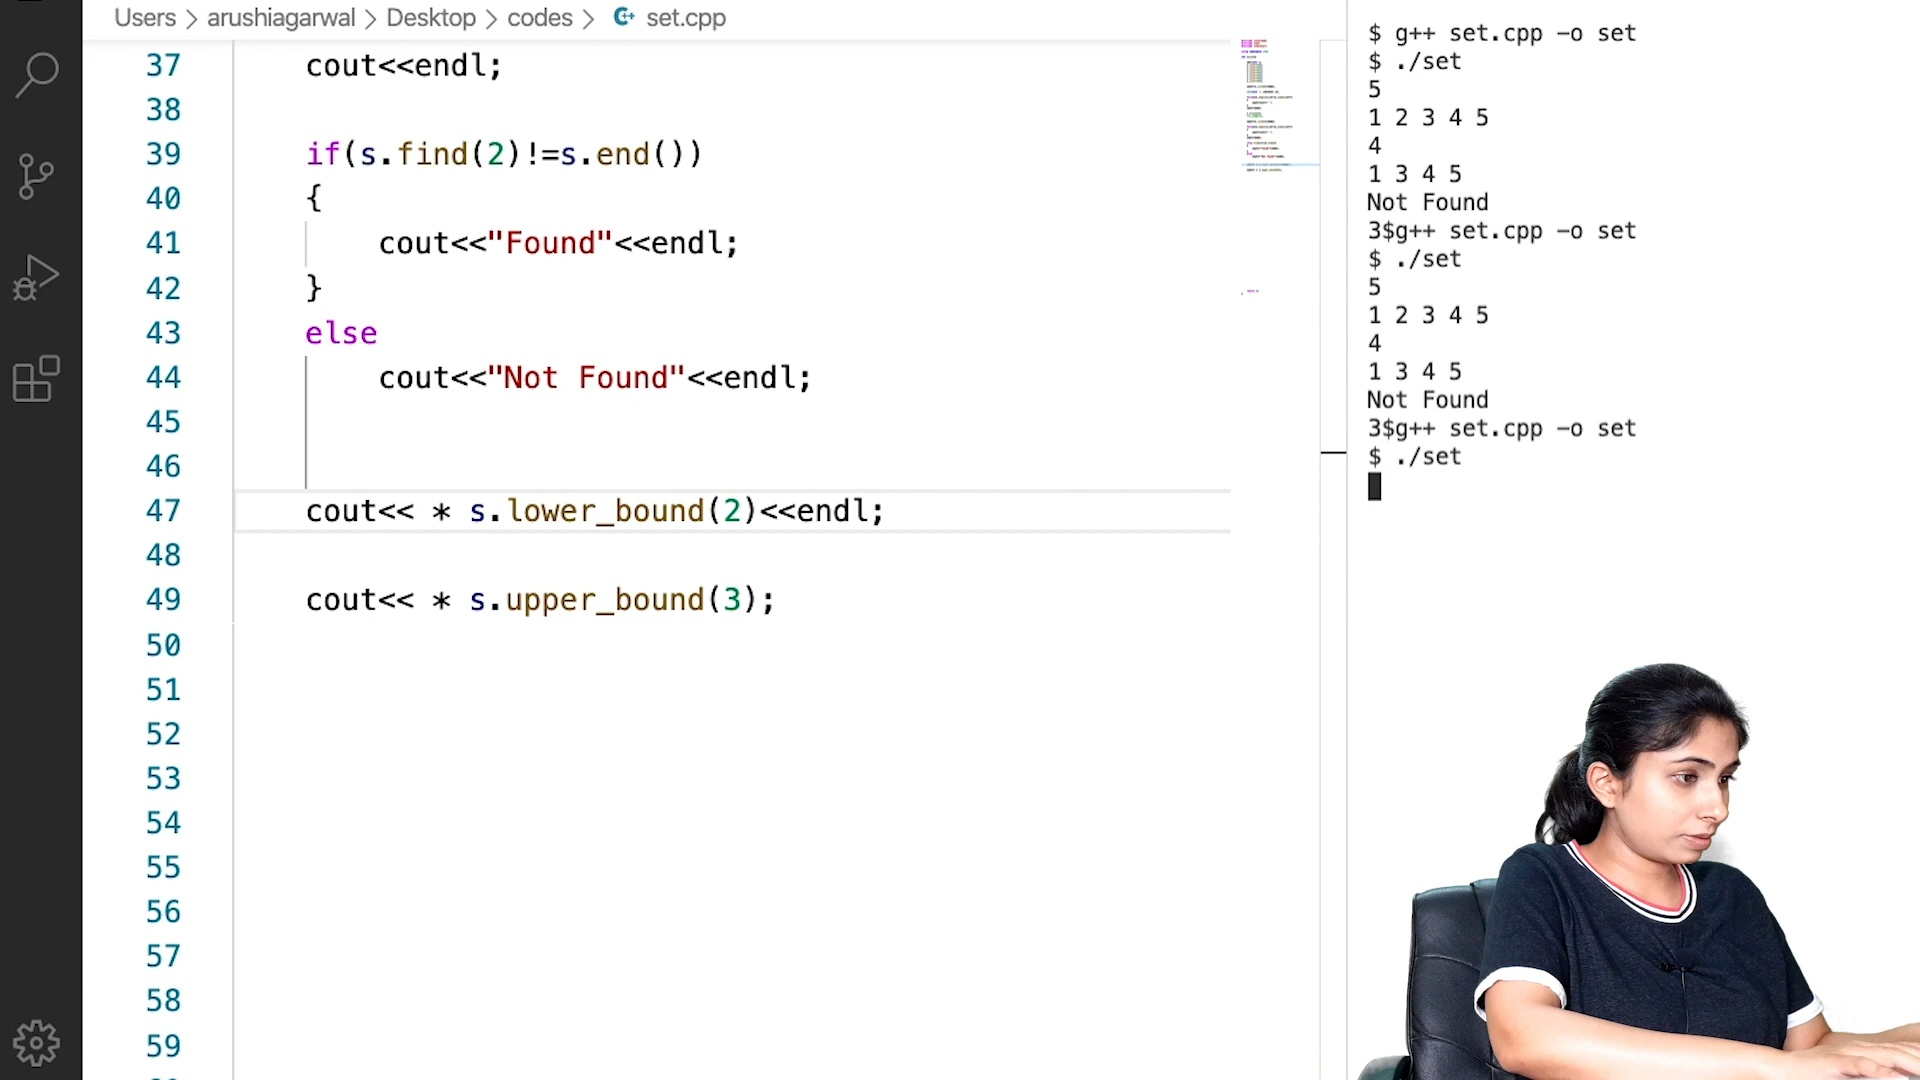 Users > arushiagarwal > Desktop > codes > set.cpp
37 cout<<endl;
38
39 if(s.find(2)!=s.end())
40 {
41 cout<<"Found"<<endl;
42 }
43 else
44 cout<<"Not Found"<<endl;
45
46
47 cout<< * s.lower_bound(2)<<endl;
48
49 cout<< * s.upper_bound(3);
50
51
52
53
54
55
56
57
58
59
$ g++ set.cpp -o set
$ ./set
5
1 2 3 4 5
4
1 3 4 5
Not Found
3$g++ set.cpp -o set
$ ./set
5
1 2 3 4 5
4
1 3 4 5
Not Found
3$g++ set.cpp -o set
$ ./set